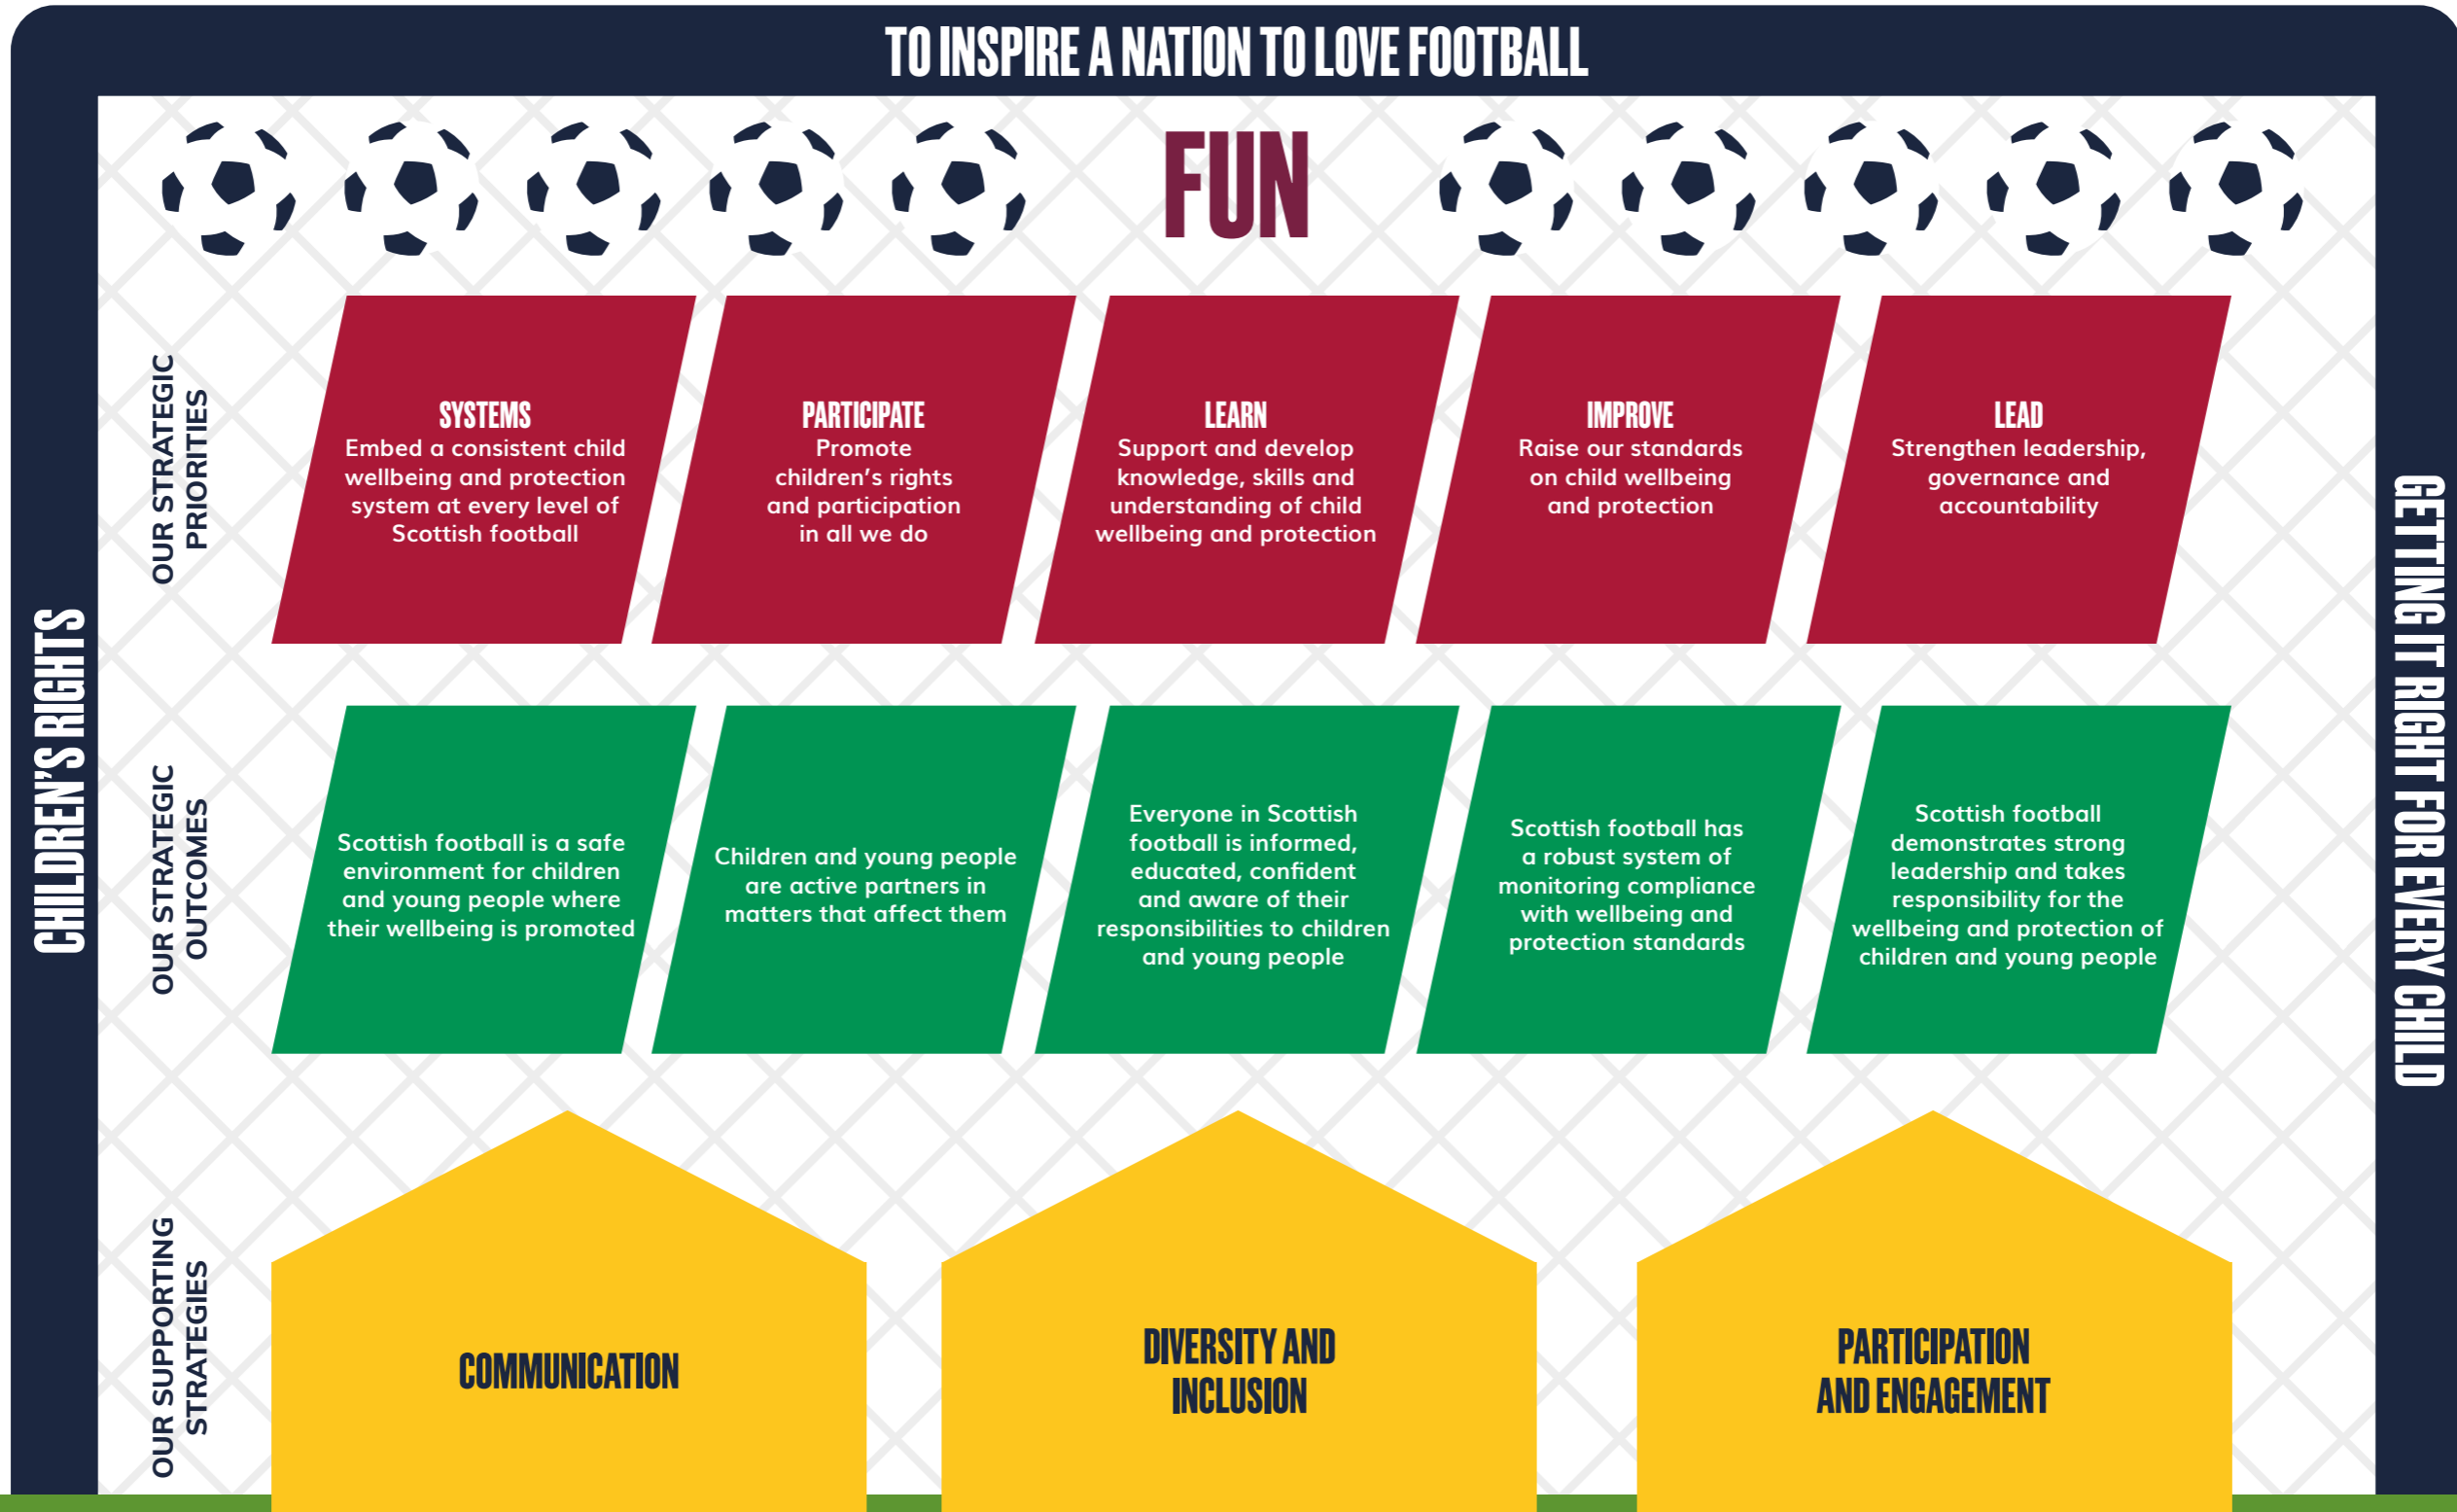 TO INSPIRE A NATION TO LOVE FOOTBALL
FUN
CHILDREN'S RIGHTS
GETTING IT RIGHT FOR EVERY CHILD
OUR STRATEGIC
PRIORITIES
SYSTEMS
Embed a consistent child
wellbeing and protection
system at every level of
Scottish football
PARTICIPATE
Promote
children's rights
and participation
in all we do
LEARN
Support and develop
knowledge, skills and
understanding of child
wellbeing and protection
IMPROVE
Raise our standards
on child wellbeing
and protection
LEAD
Strengthen leadership,
governance and
accountability
OUR STRATEGIC
OUTCOMES
Scottish football is a safe
environment for children
and young people where
their wellbeing is promoted
Children and young people
are active partners in
matters that affect them
Everyone in Scottish
football is informed,
educated, confident
and aware of their
responsibilities to children
and young people
Scottish football has
a robust system of
monitoring compliance
with wellbeing and
protection standards
Scottish football
demonstrates strong
leadership and takes
responsibility for the
wellbeing and protection of
children and young people
OUR SUPPORTING
STRATEGIES
COMMUNICATION
DIVERSITY AND
INCLUSION
PARTICIPATION
AND ENGAGEMENT